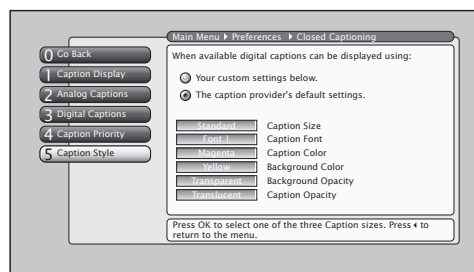 Main Menu ▸ Preferences ▸ Closed Captioning
0 Go Back
1 Caption Display
2 Analog Captions
3 Digital Captions
4 Caption Priority
5 Caption Style
When available digital captions can be displayed using:
Your custom settings below.
The caption provider's default settings.
Standard Caption Size
Font 1 Caption Font
Magenta Caption Color
Yellow Background Color
Transparent Background Opacity
Translucent Caption Opacity
Press OK to select one of the three Caption sizes. Press ◂ to
return to the menu.